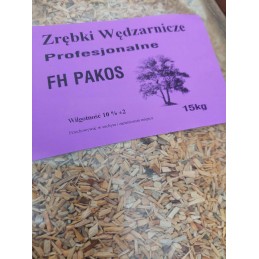 Zrębki Wędzarnicze
Profesjonalne
FH PAKOS
15kg
Wilgotność 10 % ±2